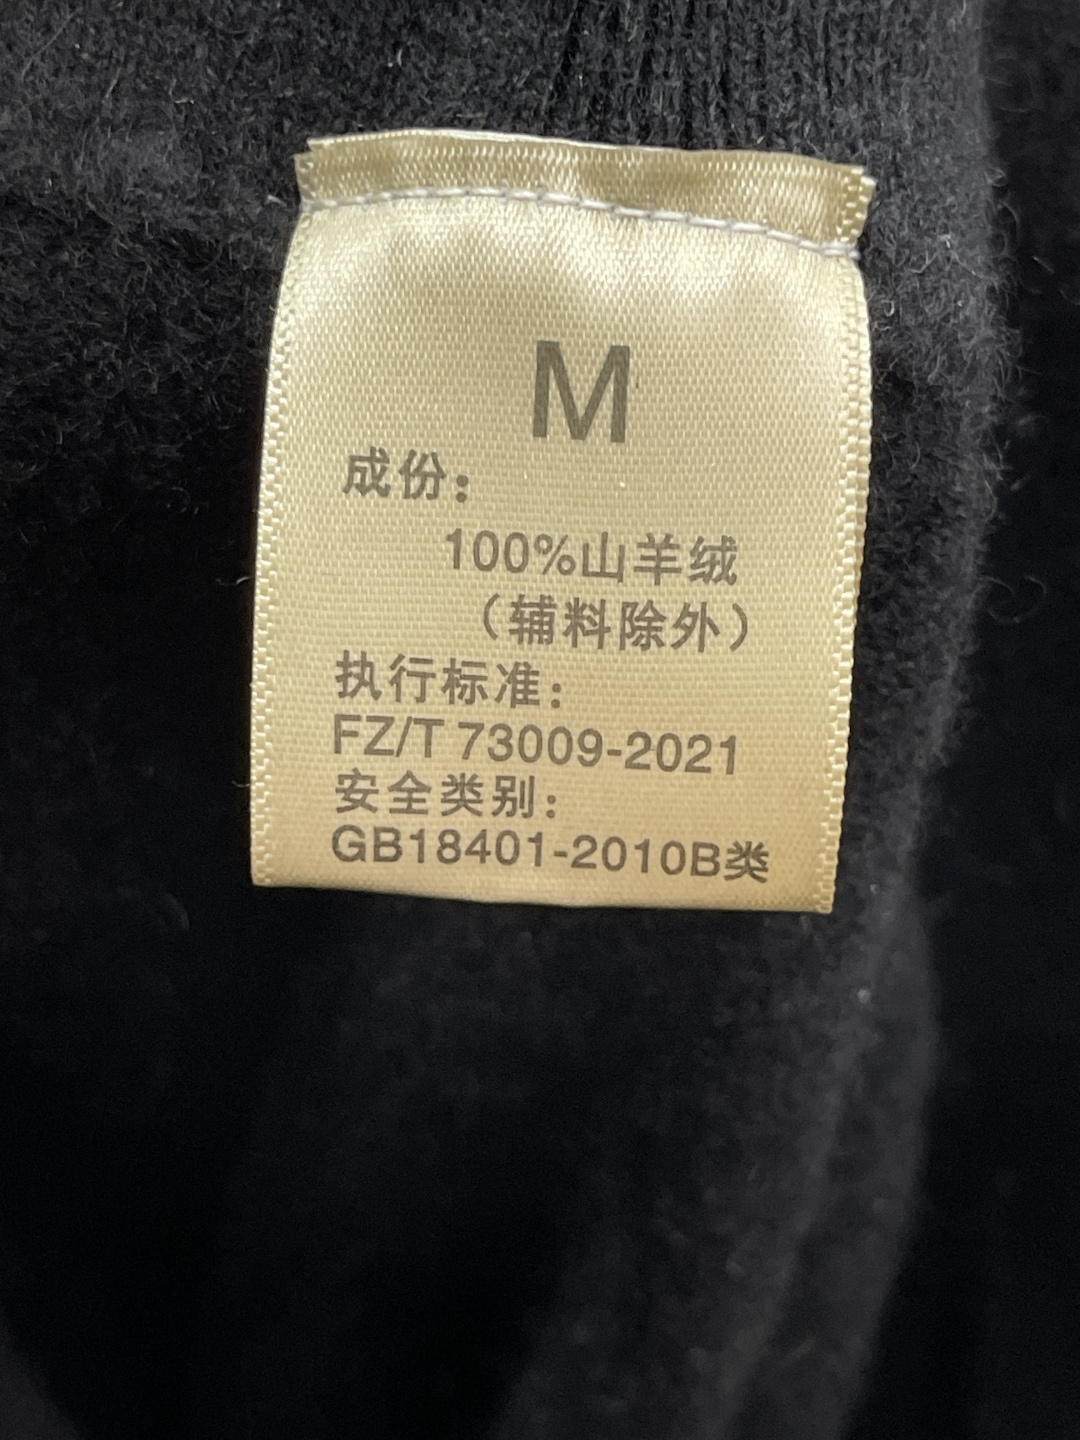 M
成份：
100%山羊绒
（辅料除外）
执行标准：
FZ/T 73009-2021
安全类别：
GB18401-2010B类